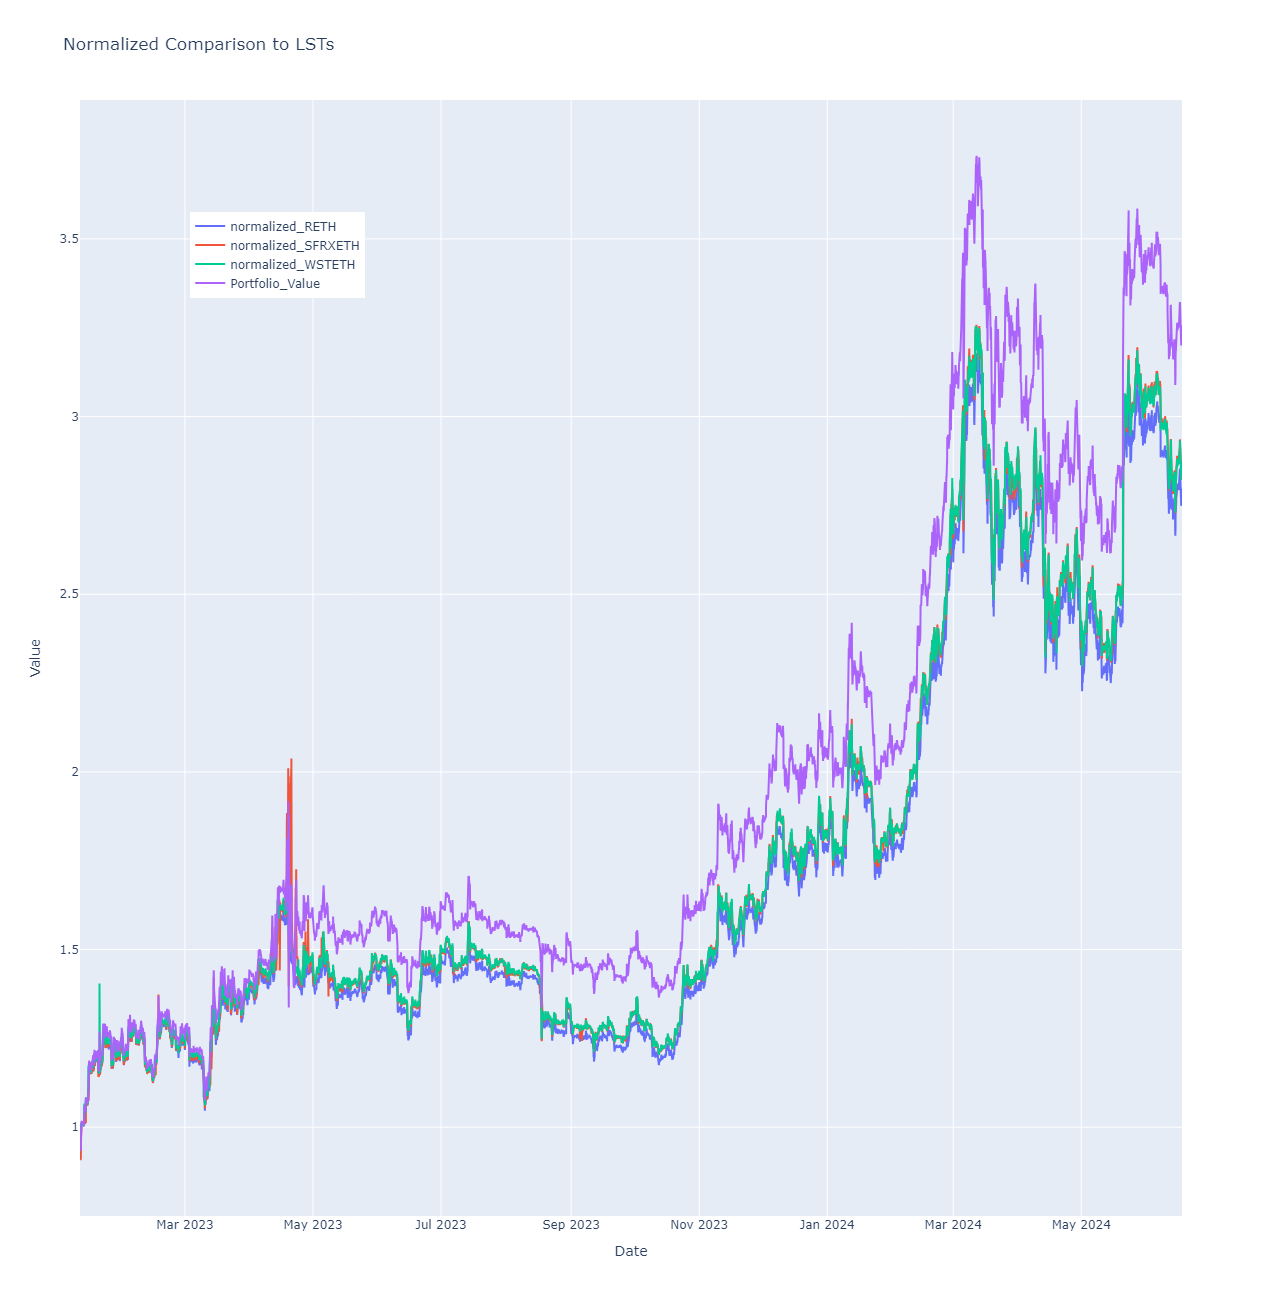 Normalized Comparison to LSTs
normalized_RETH
normalized_SFRXETH
normalized_WSTETH
Portfolio_Value
3.5
3
2.5
2
1.5
1
Value
Mar 2023
May 2023
Jul 2023
Sep 2023
Nov 2023
Jan 2024
Mar 2024
May 2024
Date